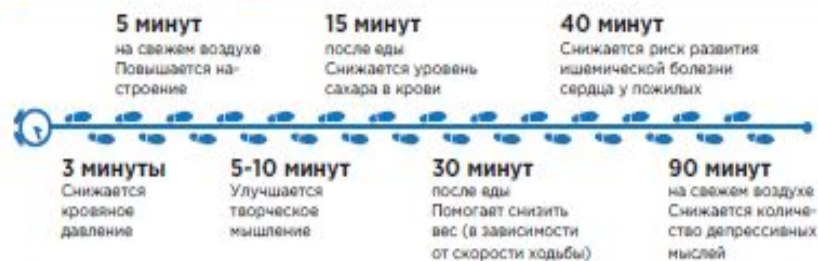 5 минут
на свежем воздухе
Повышается на-
строение
15 минут
после еды
Снижается уровень
сахара в крови
40 минут
Снижается риск развития
ишемической болезни
сердца у пожилых
3 минуты
Снижается
кровяное
давление
5-10 минут
Улучшается
творческое
мышление
30 минут
после еды
Помогает снизить
вес (в зависимости
от скорости ходьбы)
90 минут
на свежем воздухе
Снижается количе-
ство депрессивных
мыслей